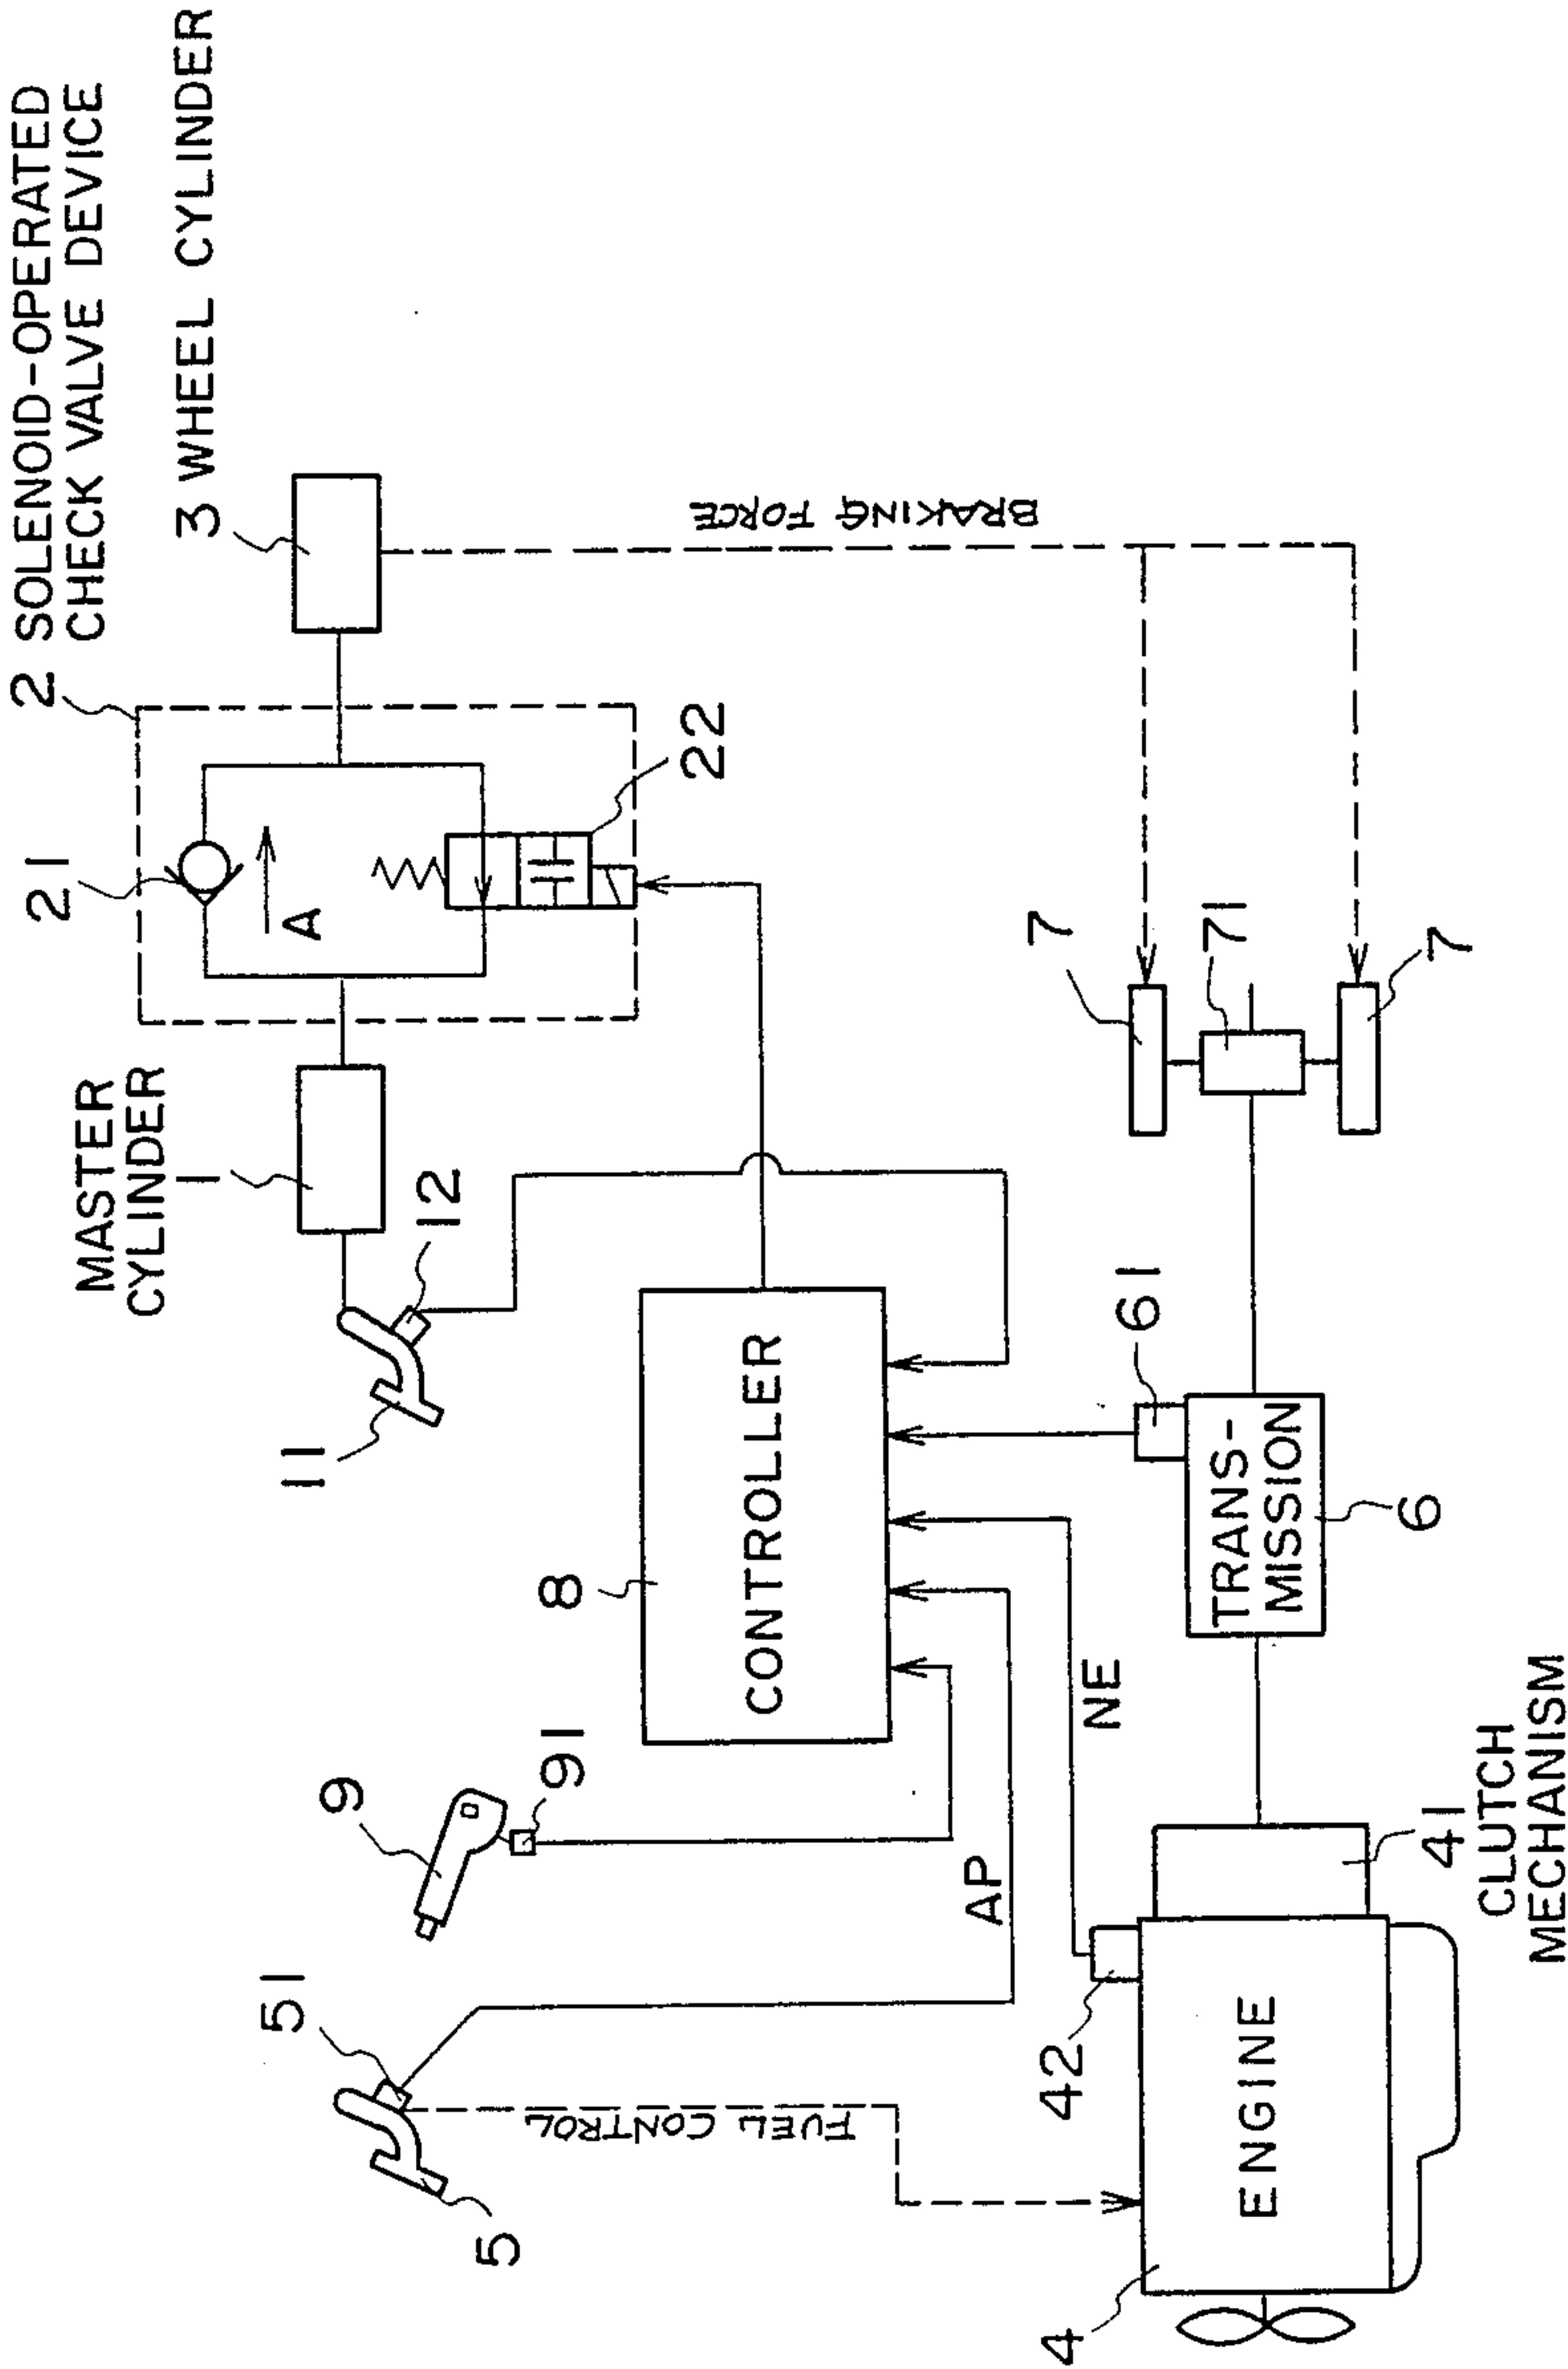 2 SOLENOID-OPERATED
CHECK VALVE DEVICE
3 WHEEL CYLINDER
21
A
22
MASTER
CYLINDER
1
12
11
BRAKING FORCE
7
71
7
8
CONTROLLER
61
TRANS-
MISSION
6
9
91
NE
AP
51
5
FUEL CONTROL
42
ENGINE
4
41
CLUTCH
MECHANISM